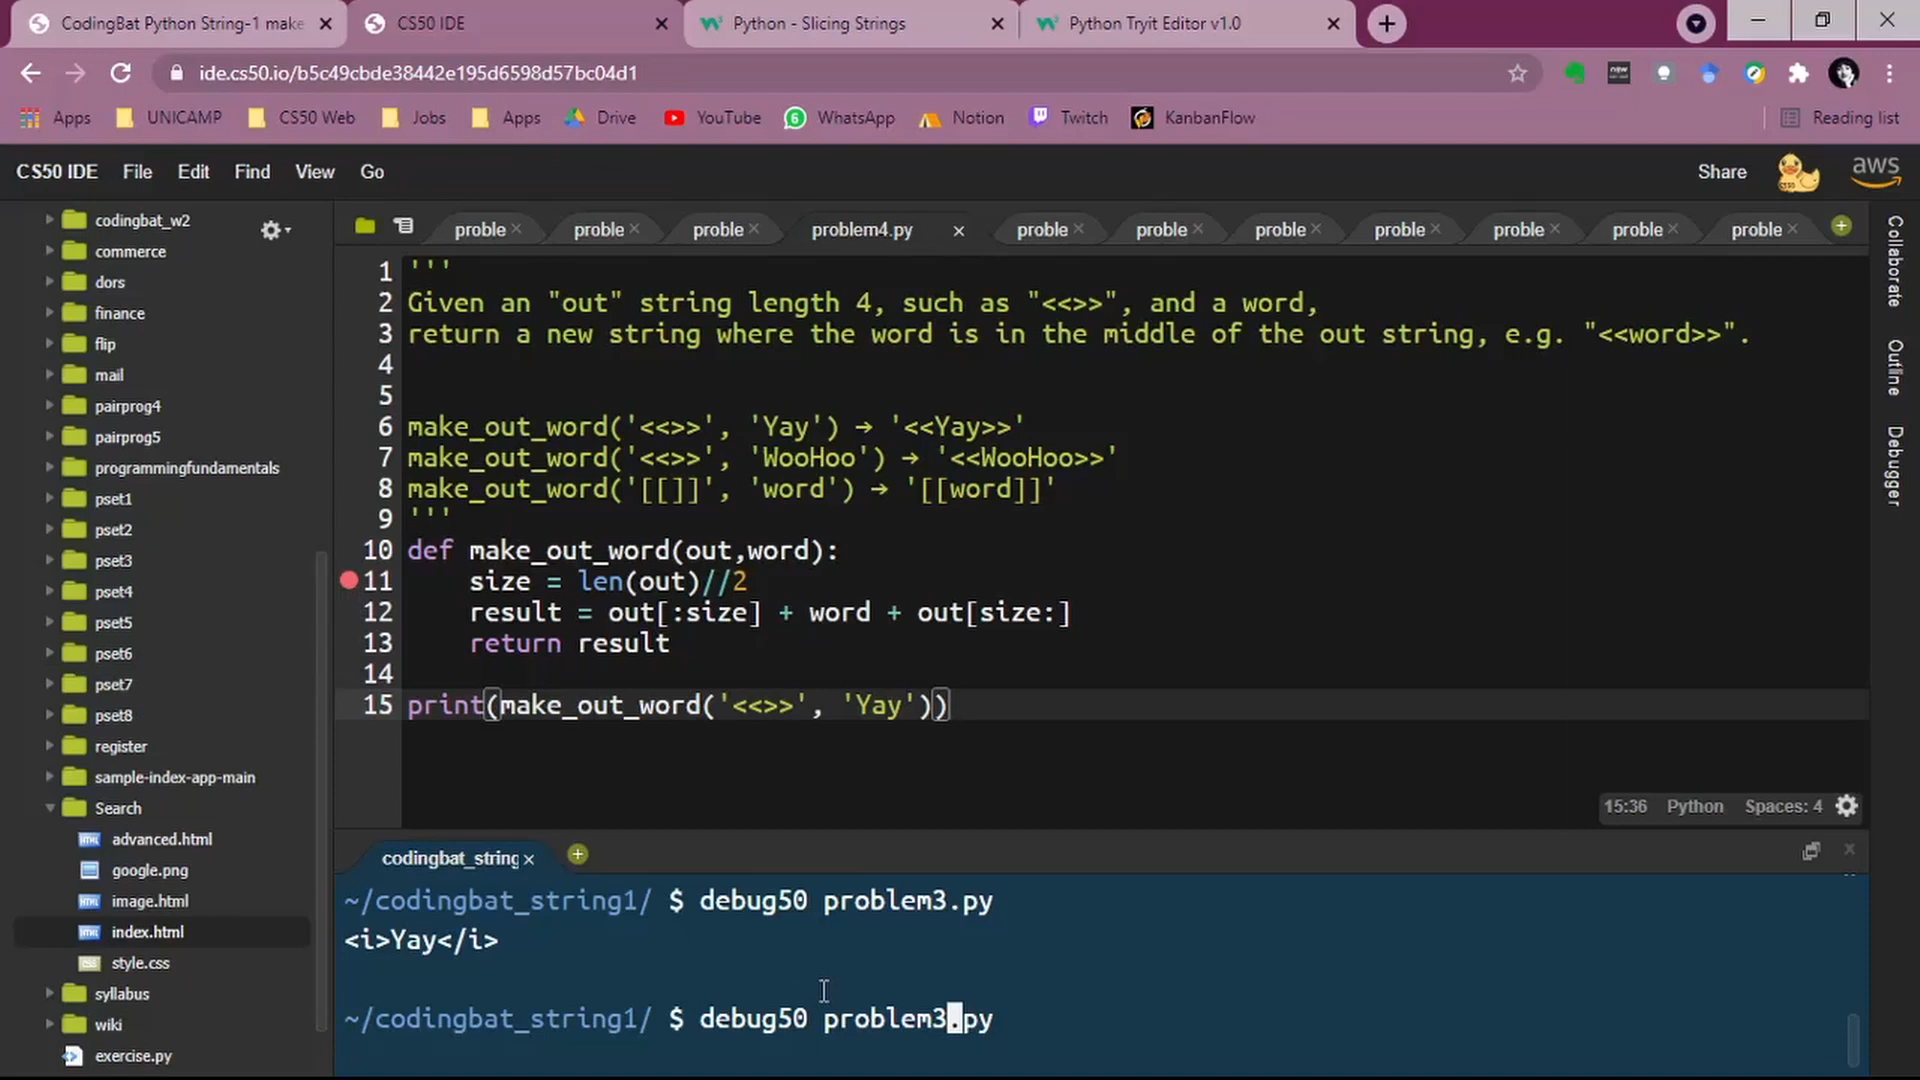 CodingBat Python String-1 make
CS50 IDE
Python - Slicing Strings
Python Tryit Editor v1.0
ide.cs50.io/b5c49cbde38442e195d6598d57bc04d1
new
Apps
UNICAMP
CS50 Web
Jobs
Apps
Drive
YouTube
6
WhatsApp
Notion
Twitch
KanbanFlow
Reading list
CS50 IDE File Edit Find View Go
Share
CS50
aws
codingbat_w2
commerce
dors
finance
flip
mail
pairprog4
pairprog5
programmingfundamentals
pset1
pset2
pset3
pset4
pset5
pset6
pset7
pset8
register
sample-index-app-main
Search
advanced.html
google.png
image.html
index.html
style.css
syllabus
wiki
exercise.py
proble
proble
proble
problem4.py
proble
proble
proble
proble
proble
proble
proble
1 '''
2 Given an "out" string length 4, such as "<<>>", and a word,
3 return a new string where the word is in the middle of the out string, e.g. "<<word>>".
4
5
6 make_out_word('<<>>', 'Yay') → '<<Yay>>'
7 make_out_word('<<>>', 'WooHoo') → '<<WooHoo>>'
8 make_out_word('[[]]', 'word') → '[[word]]'
9 '''
10 def make_out_word(out,word):
11 size = len(out)//2
12 result = out[:size] + word + out[size:]
13 return result
14
15 print(make_out_word('<<>>', 'Yay'))
15:36 Python Spaces: 4
Collaborate
Outline
Debugger
codingbat_string
~/codingbat_string1/ $ debug50 problem3.py
<i>Yay</i>
~/codingbat_string1/ $ debug50 problem3.py